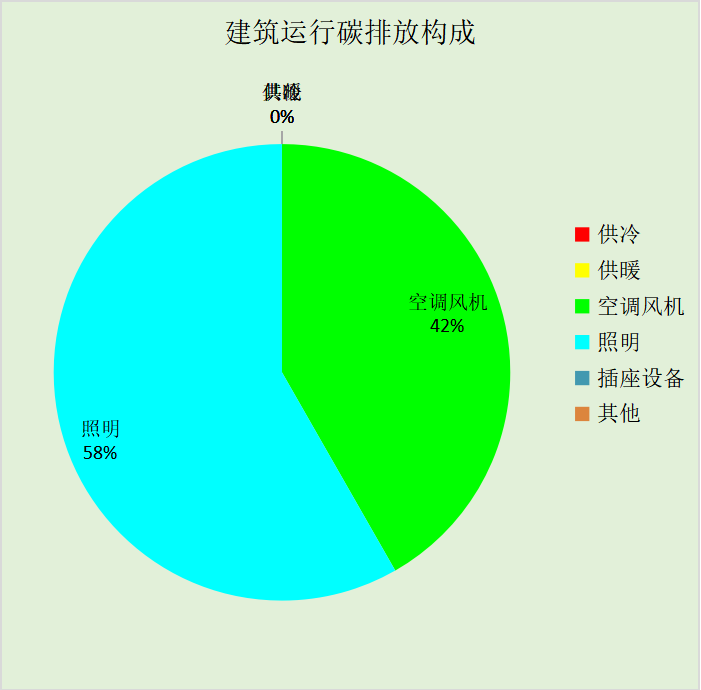 建筑运行碳排放构成
0%
空调风机
42%
照明
58%
供冷
供暖
空调风机
照明
插座设备
其他